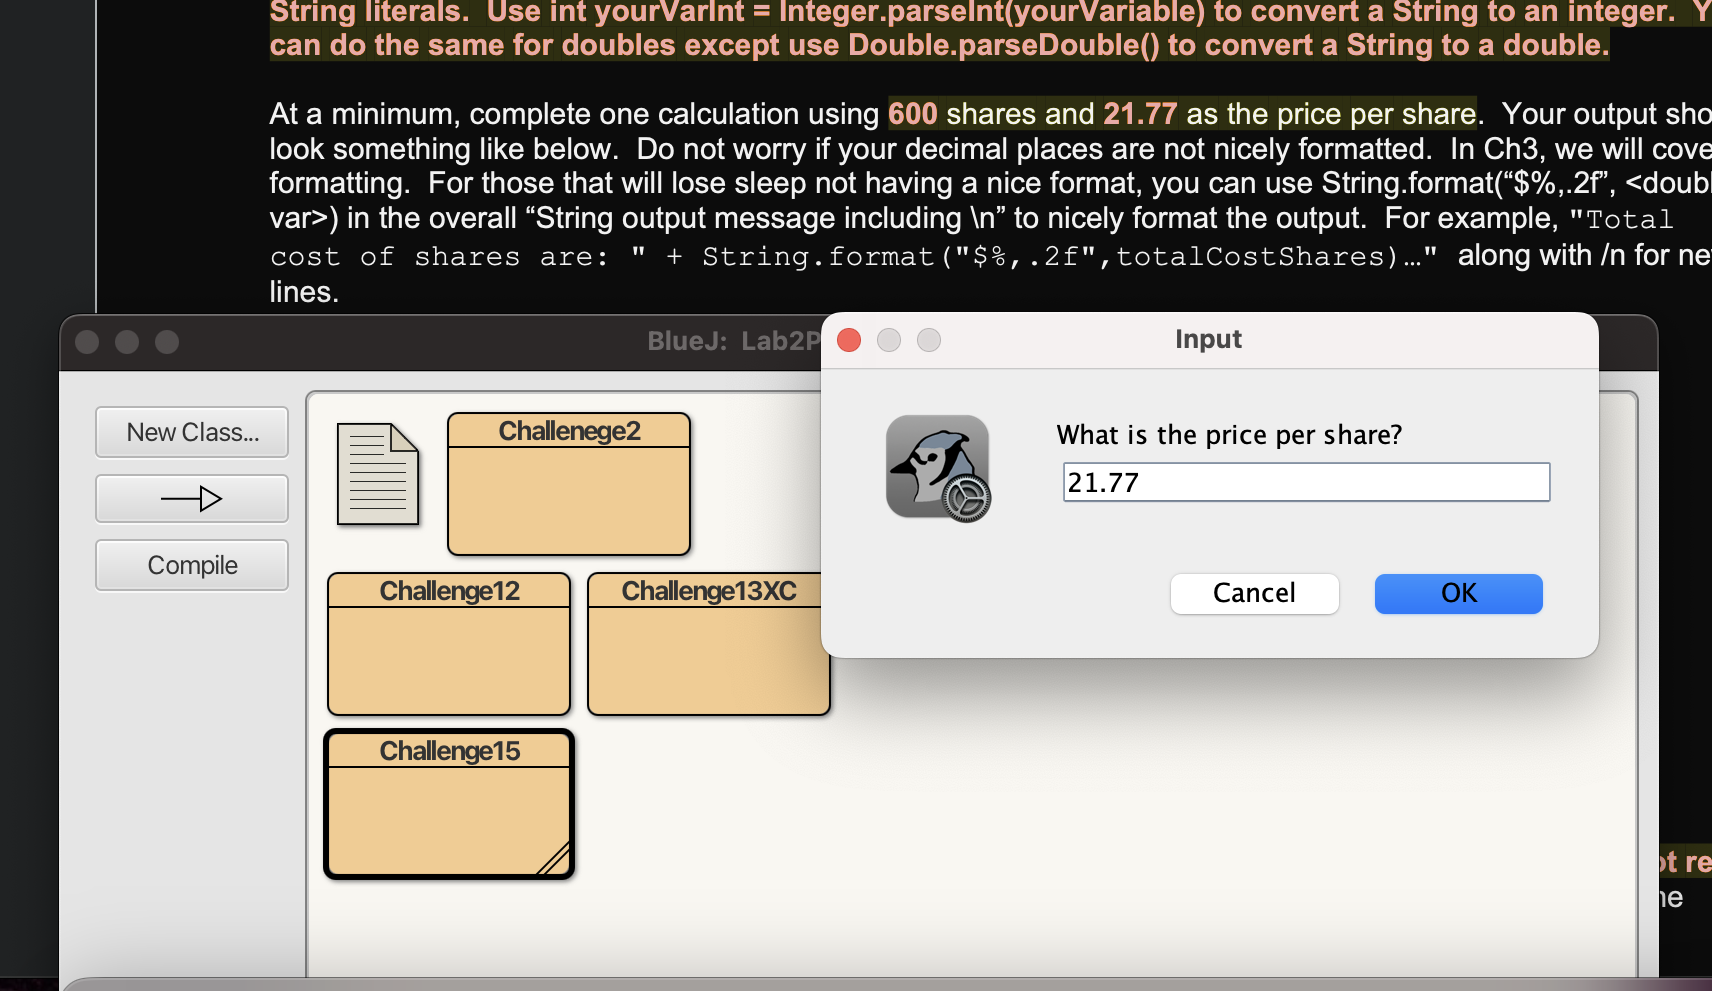 String literals.  Use int yourVarInt = Integer.parseInt(yourVariable) to convert a String to an integer.  Y
can do the same for doubles except use Double.parseDouble() to convert a String to a double.
At a minimum, complete one calculation using 600 shares and 21.77 as the price per share.  Your output sho
look something like below.  Do not worry if your decimal places are not nicely formatted.  In Ch3, we will cove
formatting.  For those that will lose sleep not having a nice format, you can use String.format(“$%,.2f”, <doubl
var>) in the overall “String output message including \n” to nicely format the output.  For example, "Total
cost of shares are: " + String.format("$%,.2f",totalCostShares)…"  along with /n for ne
lines.
BlueJ:  Lab2P
Input
New Class...
Compile
Challenege2
Challenge12
Challenge13XC
Challenge15
What is the price per share?
21.77
Cancel
OK
ot re
ne